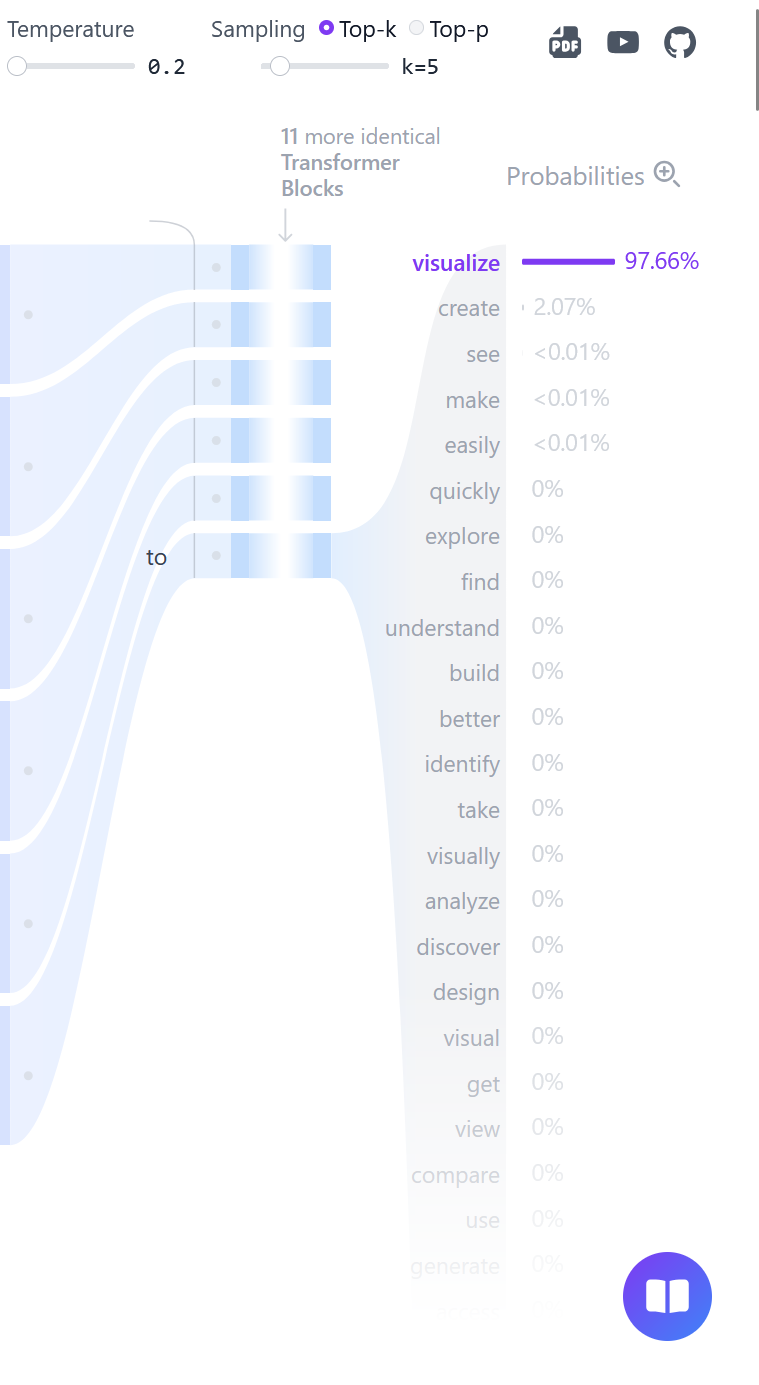 Temperature
Sampling Top-k Top-p
PDF
0.2
k=5
11 more identical
Transformer
Blocks
Probabilities
visualize 97.66%
create 2.07%
see <0.01%
make <0.01%
easily <0.01%
quickly 0%
explore 0%
to
find 0%
understand 0%
build 0%
better 0%
identify 0%
take 0%
visually 0%
analyze 0%
discover 0%
design 0%
visual 0%
get 0%
view 0%
compare 0%
use 0%
generate 0%